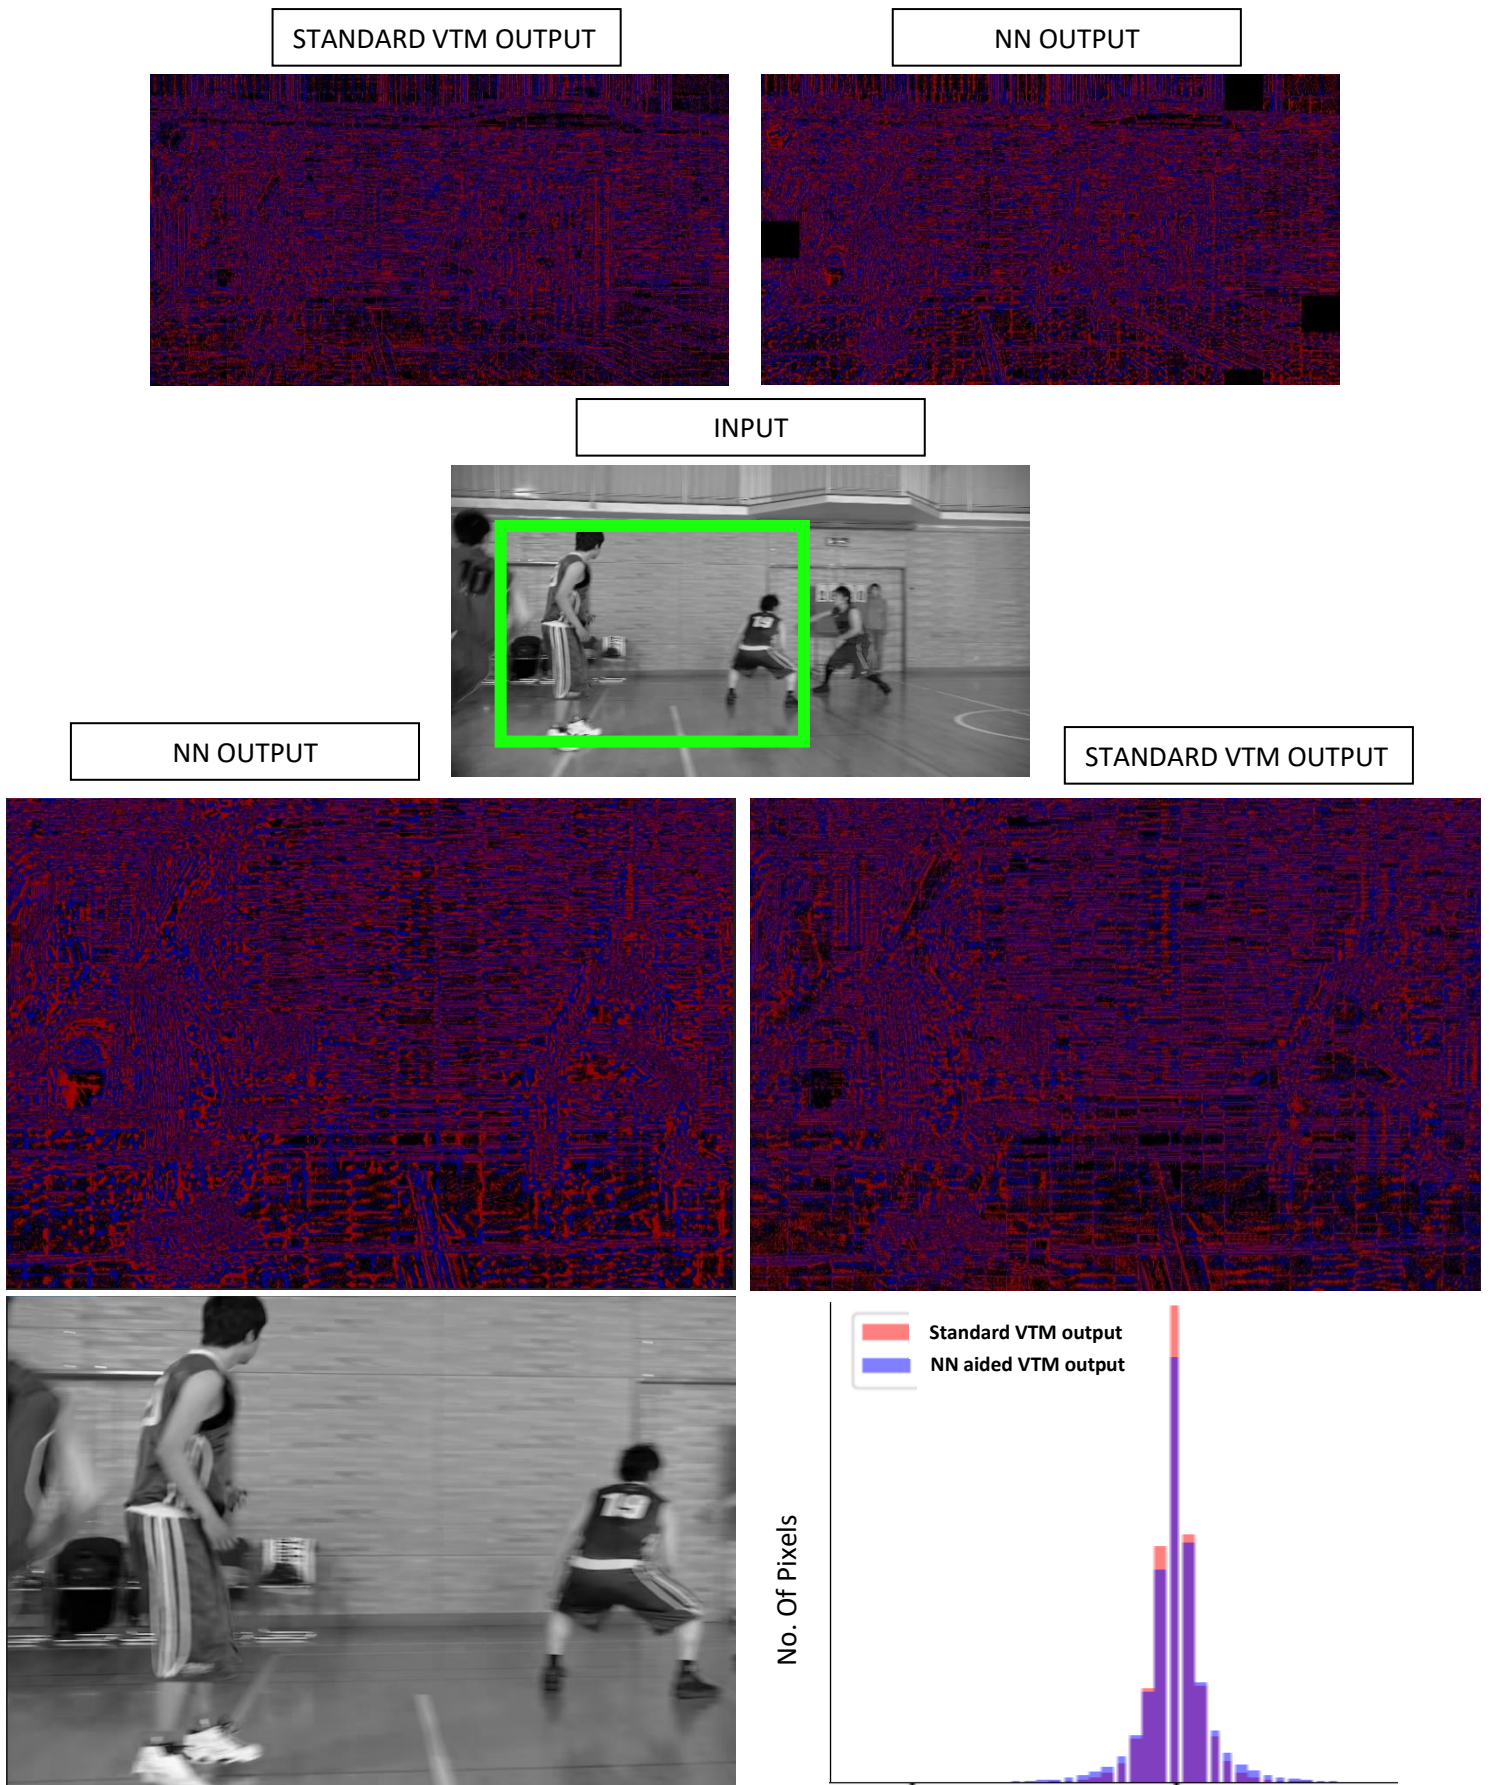 STANDARD VTM OUTPUT
NN OUTPUT
INPUT
NN OUTPUT
STANDARD VTM OUTPUT
19
Standard VTM output
NN aided VTM output
No. Of Pixels